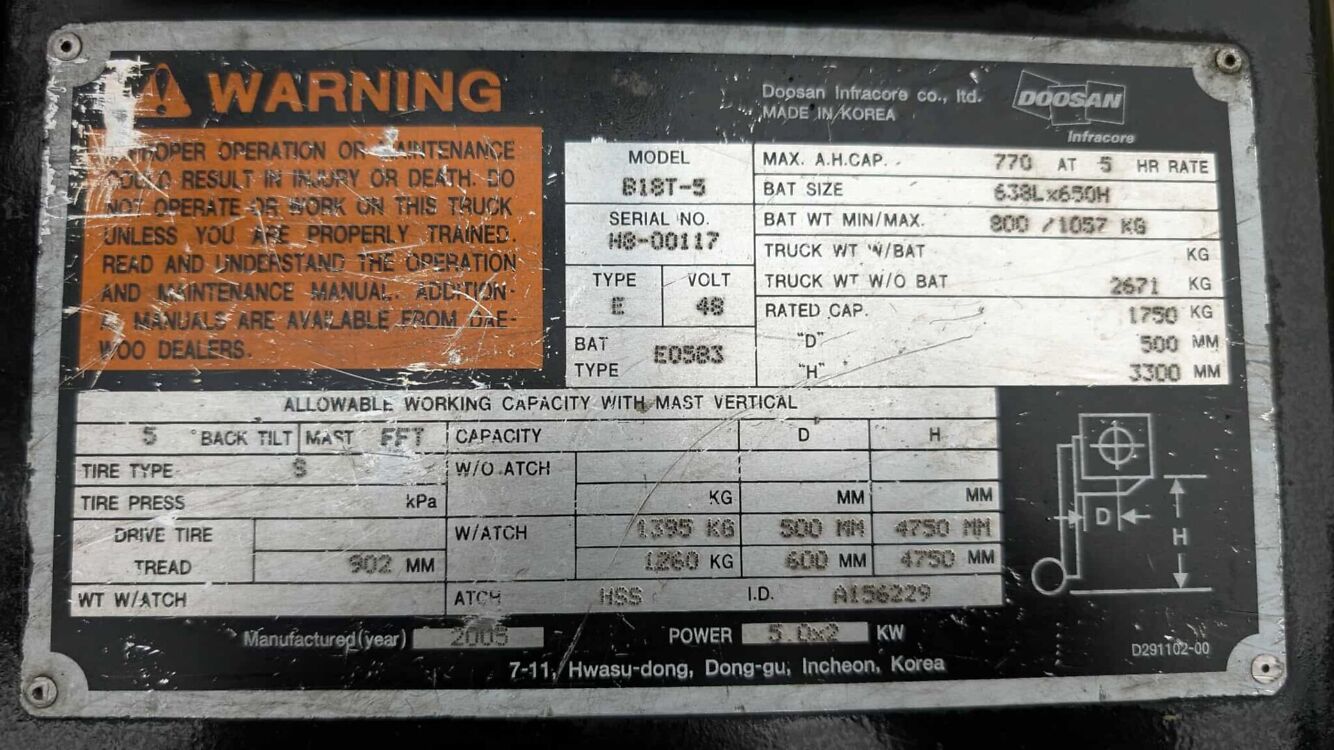 WARNING
IMPROPER OPERATION OR MAINTENANCE
COULD RESULT IN INJURY OR DEATH. DO
NOT OPERATE OR WORK ON THIS TRUCK
UNLESS YOU ARE PROPERLY TRAINED.
READ AND UNDERSTAND THE OPERATION
AND MAINTENANCE MANUAL. ADDITION-
AL MANUALS ARE AVAILABLE FROM DAE-
WOO DEALERS.
Doosan Infracore co., ltd.
MADE IN KOREA
DOOSAN
Infracore
MODEL
B18T-5
SERIAL NO.
H8-00117
TYPE VOLT
E 48
BAT TYPE E0583
MAX. A.H.CAP. 770 AT 5 HR RATE
BAT SIZE 638Lx650H
BAT WT MIN/MAX. 800 /1057 KG
TRUCK WT W/BAT KG
TRUCK WT W/O BAT 2671 KG
RATED CAP. 1750 KG
"D" 500 MM
"H" 3300 MM
ALLOWABLE WORKING CAPACITY WITH MAST VERTICAL
5 °BACK TILT MAST FFT CAPACITY D H
TIRE TYPE S W/O ATCH
TIRE PRESS kPa KG MM MM
DRIVE TIRE W/ATCH 1395 KG 500 MM 4750 MM
TREAD 902 MM 1260 KG 600 MM 4750 MM
WT W/ATCH ATCH HSS I.D. A156229
D
H
Manufactured(year) POWER 5.0x2 KW
D291102-00
7-11, Hwasu-dong, Dong-gu, Incheon, Korea